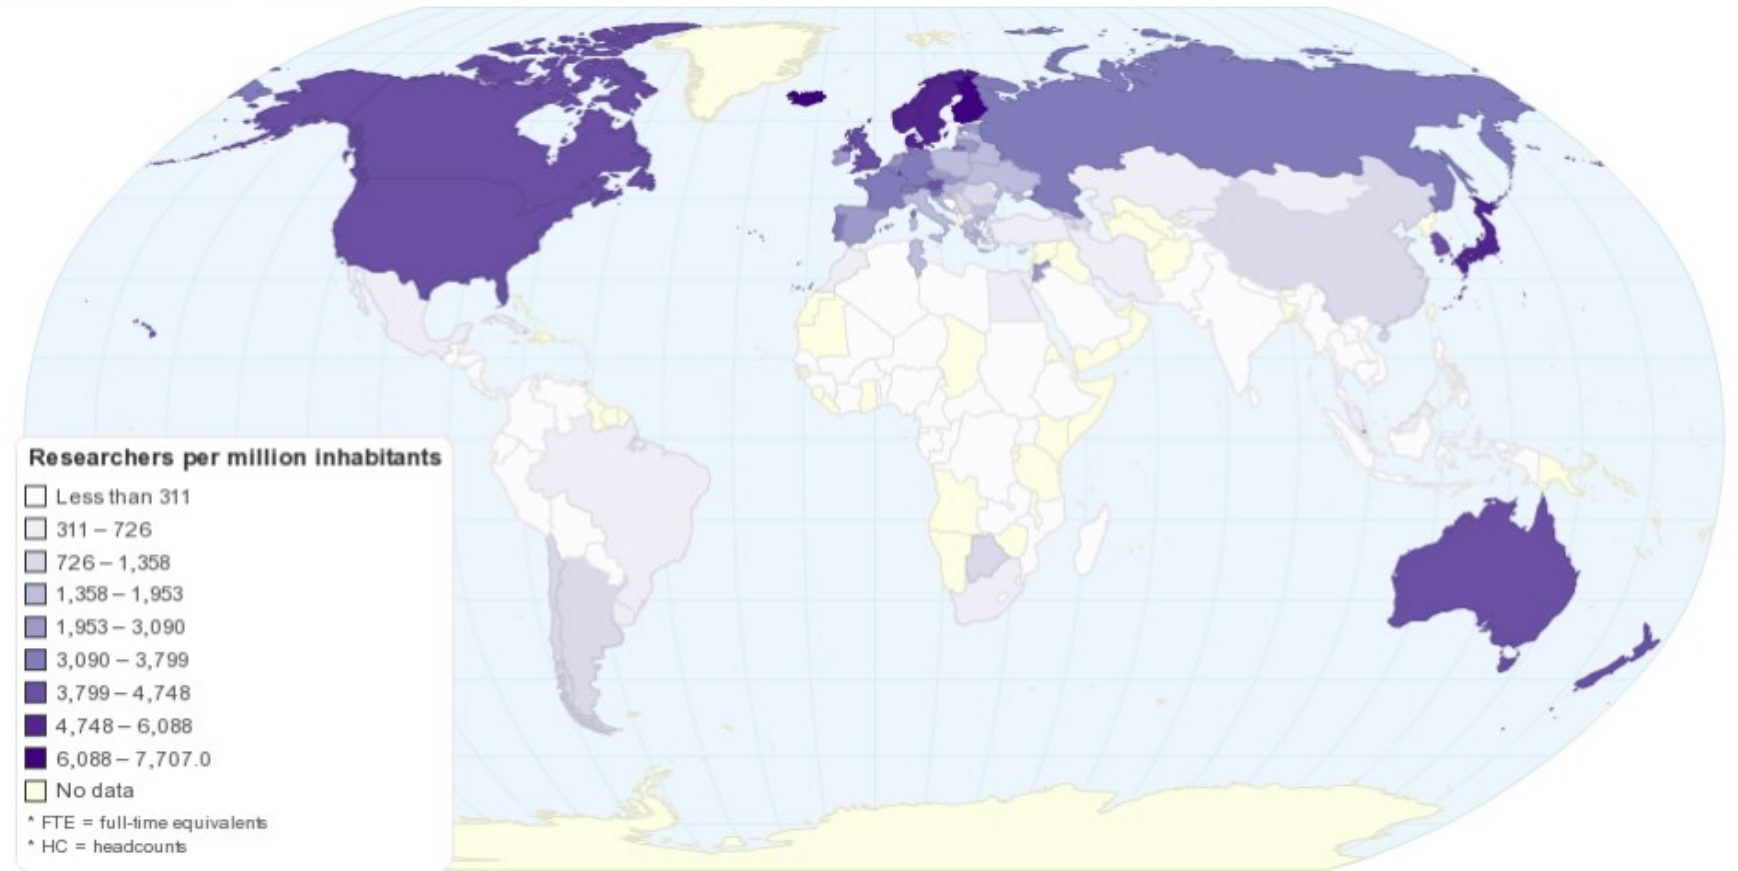 Researchers per million inhabitants
Less than 311
311 – 726
726 – 1,358
1,358 – 1,953
1,953 – 3,090
3,090 – 3,799
3,799 – 4,748
4,748 – 6,088
6,088 – 7,707.0
No data
* FTE = full-time equivalents
* HC = headcounts